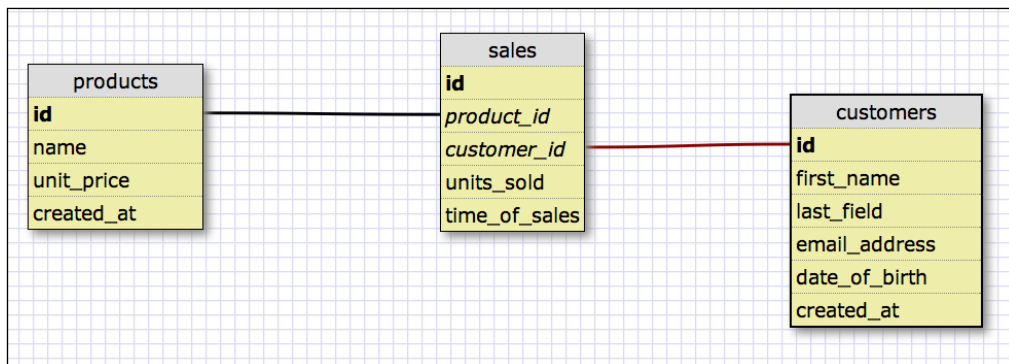 products
id
name
unit_price
created_at
sales
id
product_id
customer_id
units_sold
time_of_sales
customers
id
first_name
last_field
email_address
date_of_birth
created_at